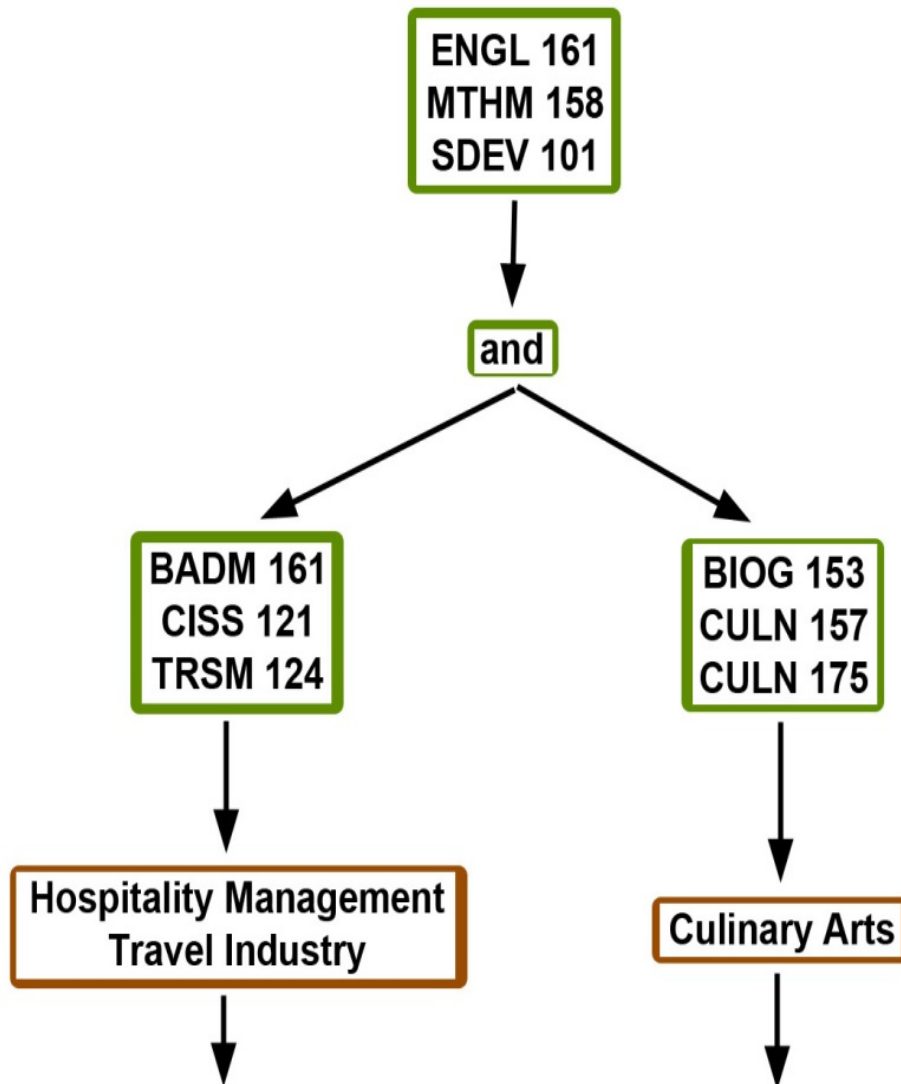 ENGL 161
MTHM 158
SDEV 101
and
BADM 161
CISS 121
TRSM 124
BIOG 153
CULN 157
CULN 175
Hospitality Management
Travel Industry
Culinary Arts